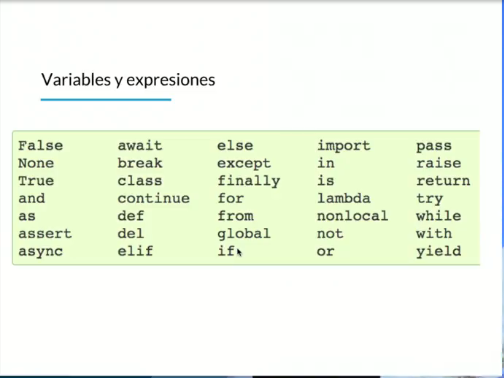 Variables y expresiones
False await else import pass
None break except in raise
True class finally is return
and continue for lambda try
as def from nonlocal while
assert del global not with
async elif if or yield